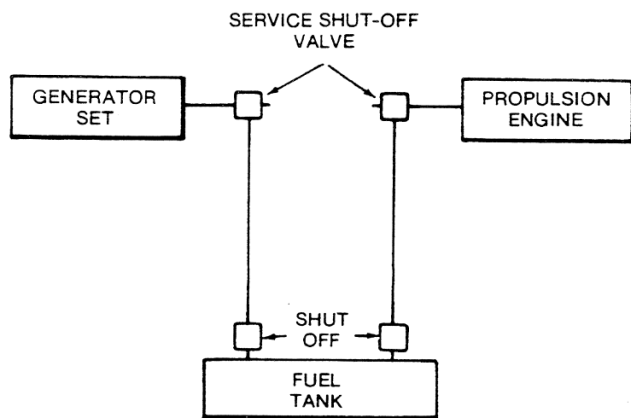 SERVICE SHUT-OFF
VALVE
GENERATOR
SET
PROPULSION
ENGINE
SHUT
OFF
FUEL
TANK